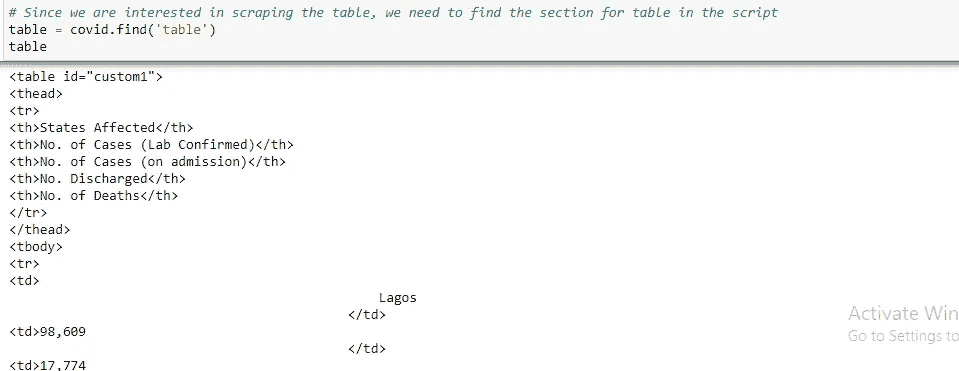 # Since we are interested in scraping the table, we need to find the section for table in the script
table = covid.find('table')
table
<table id="custom1">
<thead>
<tr>
<th>States Affected</th>
<th>No. of Cases (Lab Confirmed)</th>
<th>No. of Cases (on admission)</th>
<th>No. Discharged</th>
<th>No. of Deaths</th>
</tr>
</thead>
<tbody>
<tr>
<td>
Lagos
</td>
<td>98,609
</td>
<td>17,774
Activate Win
Go to Settings to